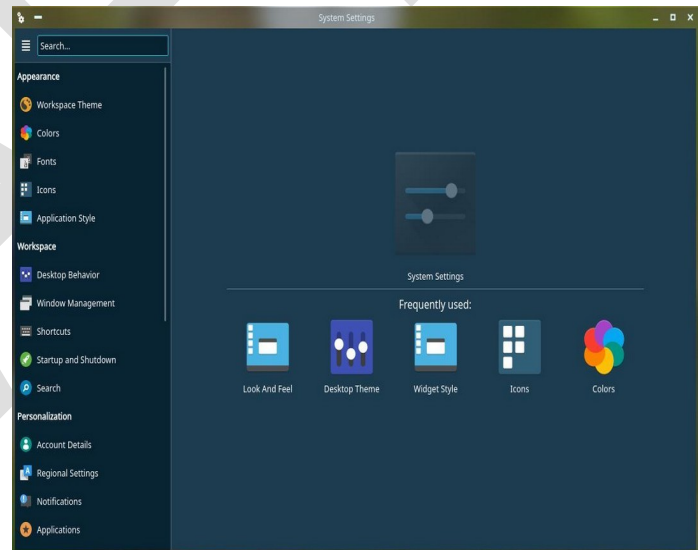 System Settings
Search...
Appearance
Workspace Theme
Colors
Fonts
Icons
Application Style
Workspace
Desktop Behavior
Window Management
Shortcuts
Startup and Shutdown
Search
Personalization
Account Details
Regional Settings
Notifications
Applications
System Settings
Frequently used:
Look And Feel
Desktop Theme
Widget Style
Icons
Colors